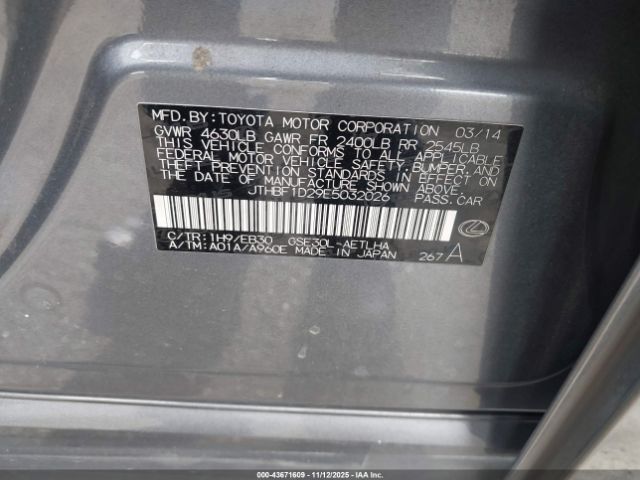 MFD.BY:TOYOTA MOTOR CORPORATION 03/14
GVWR 4630LB GAWR FR 2400LB RR 2545LB
THIS VEHICLE CONFORMS TO ALL APPLICABLE
FEDERAL MOTOR VEHICLE SAFETY, BUMPER, AND
THEFT PREVENTION STANDARDS IN EFFECT ON
THE DATE OF MANUFACTURE SHOWN ABOVE.
JTHBF1D29E5032026 PASS.CAR
C/TR:1H9/EB30 GSE30L-AETLHA
A/TM:A01A/A960E MADE IN JAPAN 267 A
000-43671609 - 11/12/2025 - IAAI.COM